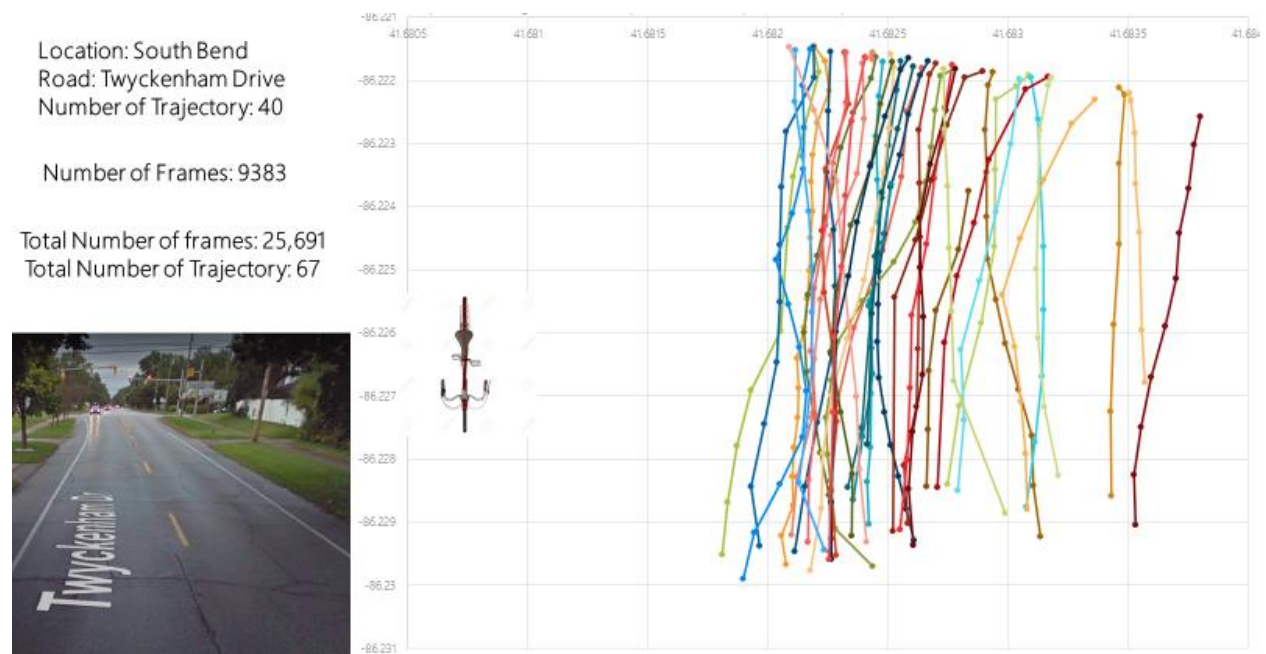 Location: South Bend
Road: Twyckenham Drive
Number of Trajectory: 40
Number of Frames: 9383
Total Number of frames: 25,691
Total Number of Trajectory: 67
Twyckenham Dr
-86.221
41.6805 41.681 41.6815 41.682 41.6825 41.683 41.6835 41.684
-86.222
-86.223
-86.224
-86.225
-86.226
-86.227
-86.228
-86.229
-86.23
-86.231